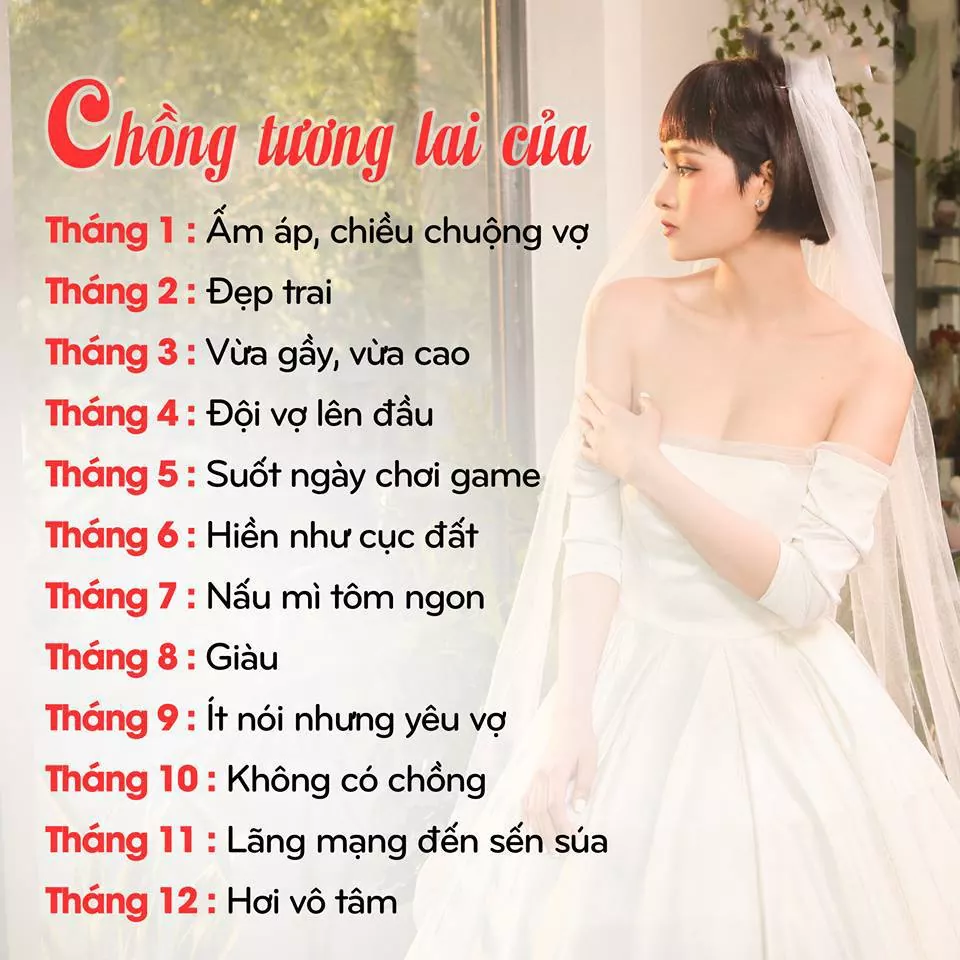 Chồng tương lai của
Tháng 1 : Ấm áp, chiều chuộng vợ
Tháng 2 : Đẹp trai
Tháng 3 : Vừa gầy, vừa cao
Tháng 4 : Đội vợ lên đầu
Tháng 5 : Suốt ngày chơi game
Tháng 6 : Hiền như cục đất
Tháng 7 : Nấu mì tôm ngon
Tháng 8 : Giàu
Tháng 9 : Ít nói nhưng yêu vợ
Tháng 10 : Không có chồng
Tháng 11 : Lãng mạng đến sến súa
Tháng 12 : Hơi vô tâm